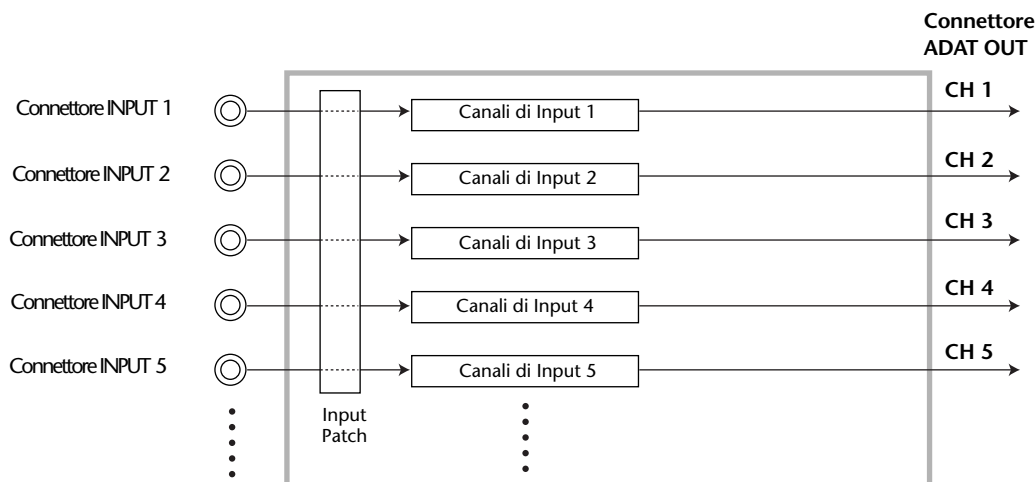 Connettore
ADAT OUT
CH 1
Connettore INPUT 1
Canali di Input 1
CH 2
Connettore INPUT 2
Canali di Input 2
CH 3
Connettore INPUT 3
Canali di Input 3
CH 4
Connettore INPUT 4
Canali di Input 4
CH 5
Connettore INPUT 5
Canali di Input 5
Input
Patch